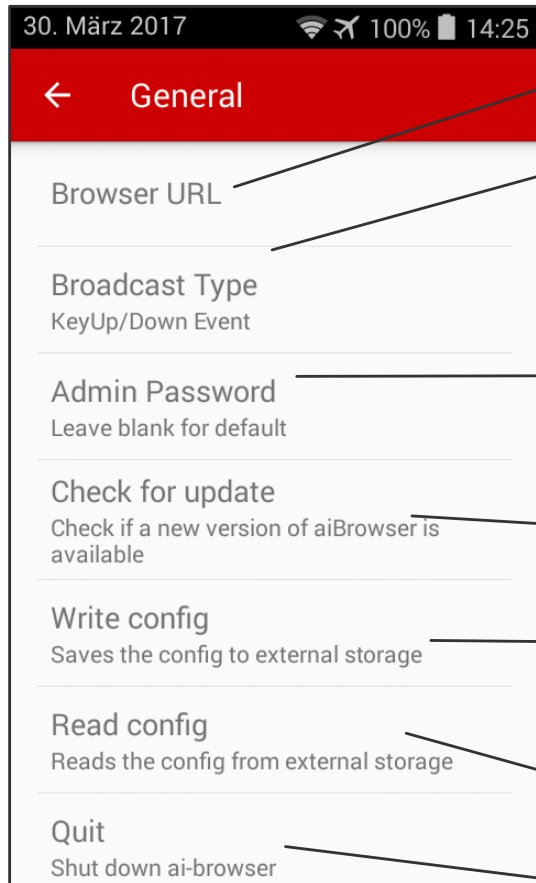 30. März 2017 100% 14:25
General
Browser URL
Broadcast Type
KeyUp/Down Event
Admin Password
Leave blank for default
Check for update
Check if a new version of aiBrowser is
available
Write config
Saves the config to external storage
Read config
Reads the config from external storage
Quit
Shut down ai-browser